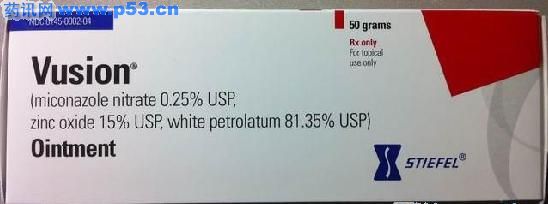 药讯网 www.p53.cn
NDC 0145-0002-04
50 grams
Rx only
For topical
use only
Vusion®
(miconazole nitrate 0.25% USP,
zinc oxide 15% USP, white petrolatum 81.35% USP)
Ointment
STIEFEL®